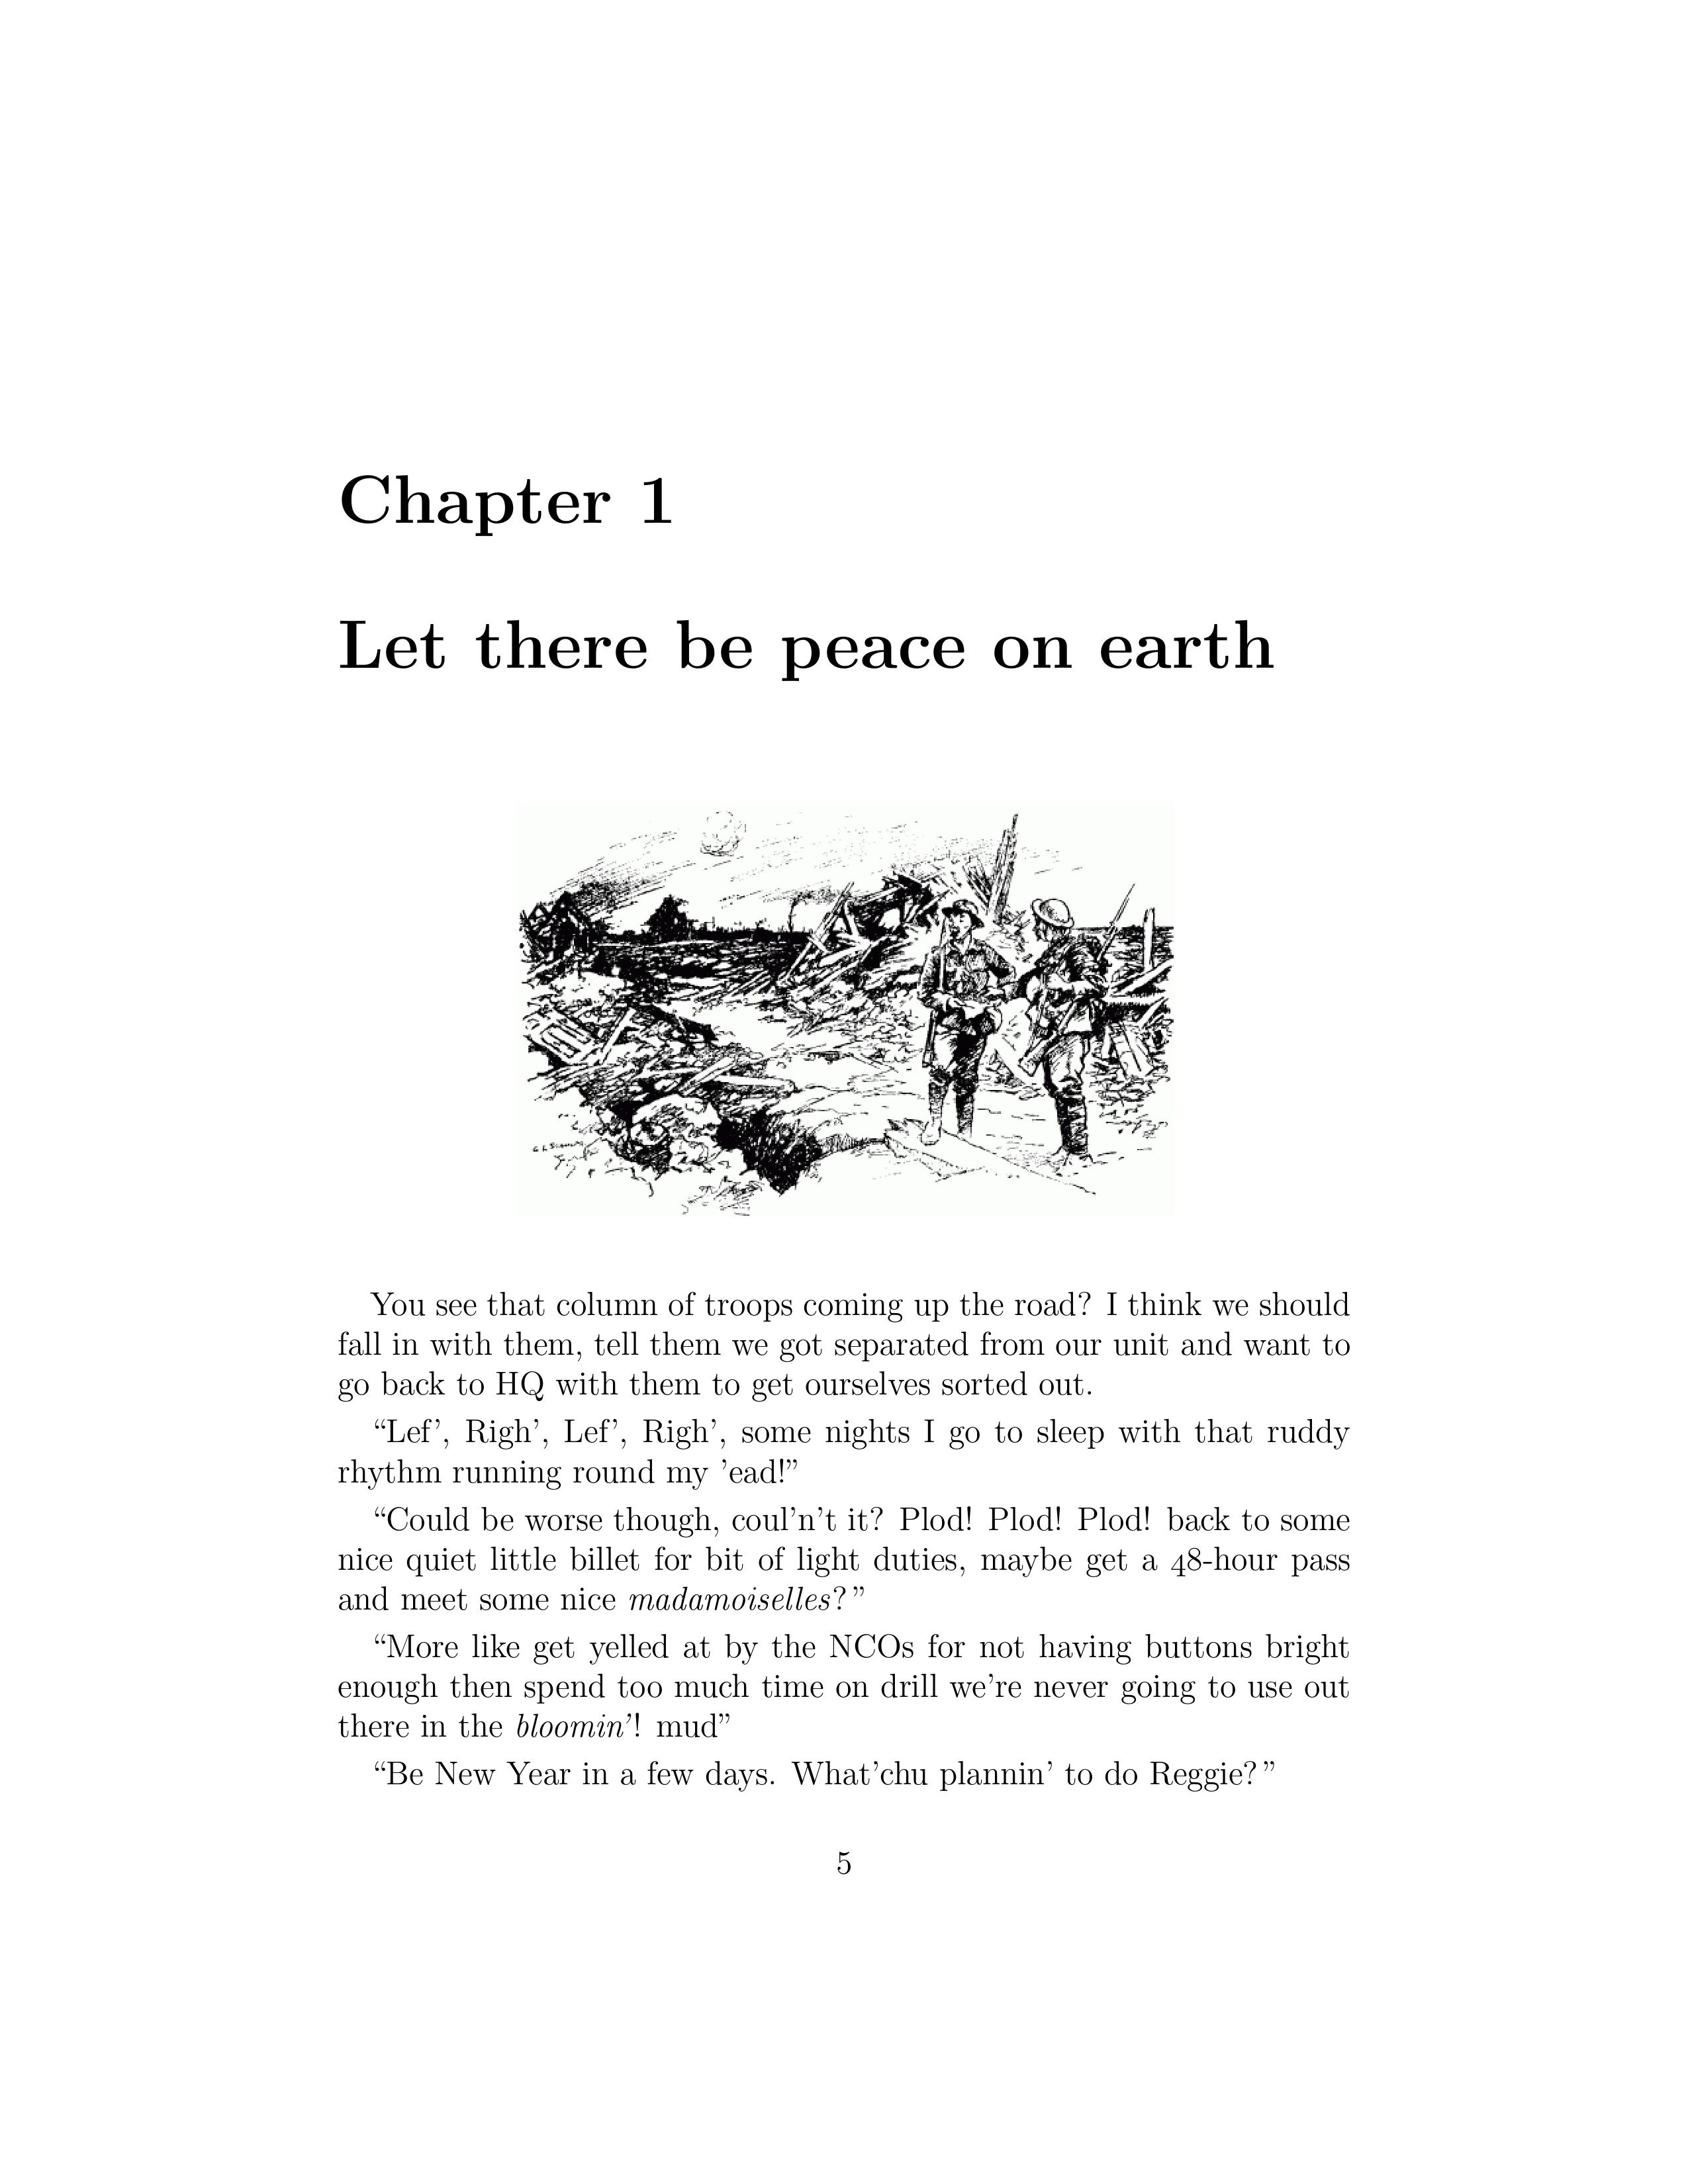 Chapter 1
Let there be peace on earth
You see that column of troops coming up the road? I think we should
fall in with them, tell them we got separated from our unit and want to
go back to HQ with them to get ourselves sorted out.
“Lef’, Righ’, Lef’, Righ’, some nights I go to sleep with that ruddy
rhythm running round my ’ead!”
“Could be worse though, coul’n’t it? Plod! Plod! Plod! back to some
nice quiet little billet for bit of light duties, maybe get a 48-hour pass
and meet some nice madamoiselles?”
“More like get yelled at by the NCOs for not having buttons bright
enough then spend too much time on drill we’re never going to use out
there in the bloomin’! mud”
“Be New Year in a few days. What’chu plannin’ to do Reggie?”
5